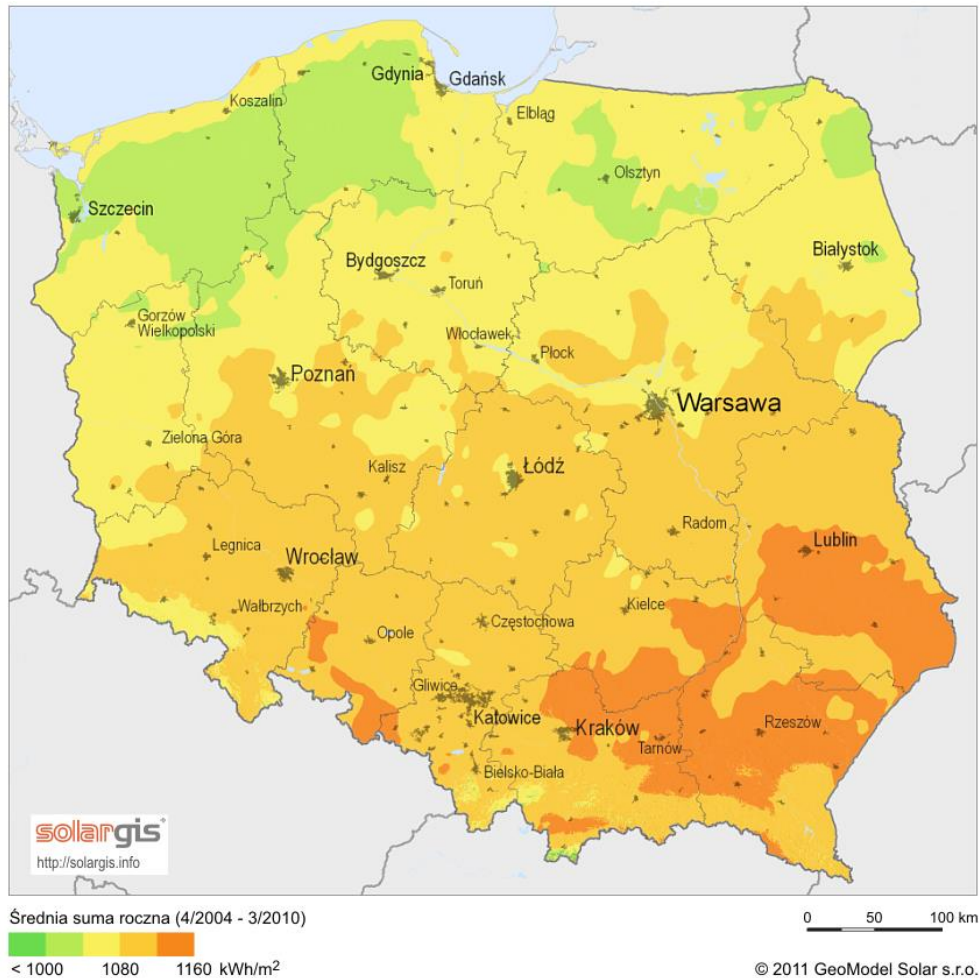 Gdynia
Gdańsk
Koszalin
Elbląg
Olsztyn
Szczecin
Białystok
Bydgoszcz
Toruń
Gorzów
Wielkopolski
Włocławek
Płock
Poznań
Warsawa
Zielona Góra
Kalisz
Łódź
Radom
Lublin
Legnica
Wrocław
Wałbrzych
Kielce
Opole
Częstochowa
Gliwice
Katowice
Kraków
Tarnów
Rzeszów
Bielsko-Biała
solargis
http://solargis.info
Średnia suma roczna (4/2004 - 3/2010)
0 50 100 km
< 1000 1080 1160 kWh/m²
© 2011 GeoModel Solar s.r.o.